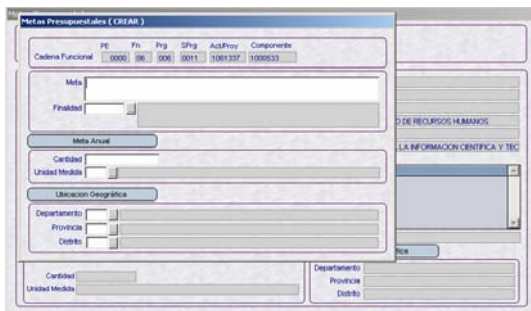 Metas Presupuestales ( CREAR )
PE Fn Prg SPrg Act/Proy Componente
Cadena Funcional 0000 06 006 0011 1061337 1000533
Meta
Finalidad
Meta Anual
Cantidad
Unidad Medida
Ubicacion Geográfica
Departamento
Provincia
Distrito
O DE RECURSOS HUMANOS
LA INFORMACION CIENTIFICA Y TEC
fica
Cantidad
Unidad Medida
Departamento
Provincia
Distrito